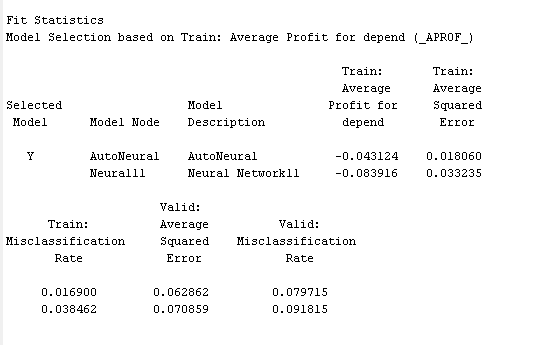 Fit Statistics
Model Selection based on Train: Average Profit for depend (_APROF_)
Train: Train:
Average Average
Selected Model Profit for Squared
Model Model Node Description depend Error
Y AutoNeural AutoNeural -0.043124 0.018060
Neural11 Neural Network11 -0.083916 0.033235
Valid:
Train: Average Valid:
Misclassification Squared Misclassification
Rate Error Rate
0.016900 0.062862 0.079715
0.038462 0.070859 0.091815